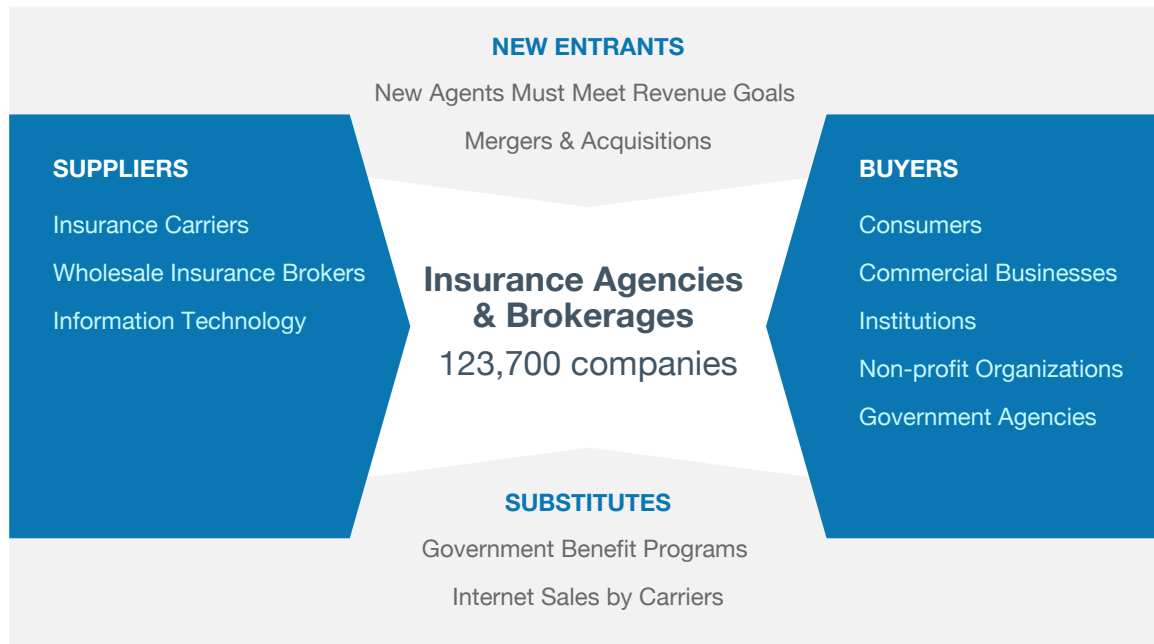 NEW ENTRANTS
New Agents Must Meet Revenue Goals
Mergers & Acquisitions
SUPPLIERS
Insurance Carriers
Wholesale Insurance Brokers
Information Technology
Insurance Agencies
& Brokerages
123,700 companies
BUYERS
Consumers
Commercial Businesses
Institutions
Non-profit Organizations
Government Agencies
SUBSTITUTES
Government Benefit Programs
Internet Sales by Carriers